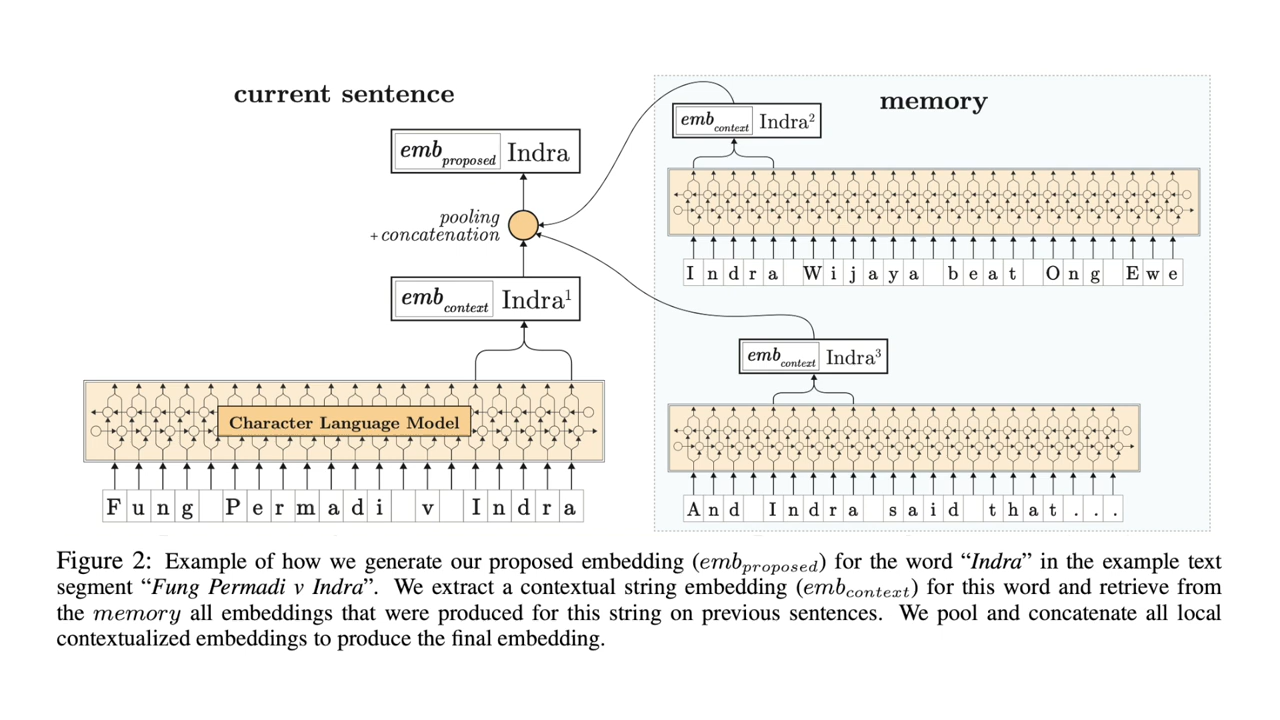 current sentence
memory
emb_proposed Indra
emb_context Indra²
pooling
+concatenation
I n d r a W i j a y a b e a t O n g E w e
emb_context Indra¹
emb_context Indra³
Character Language Model
F u n g P e r m a d i v I n d r a
A n d I n d r a s a i d t h a t . . .
Figure 2: Example of how we generate our proposed embedding (emb_proposed) for the word “Indra” in the example text
segment “Fung Permadi v Indra”. We extract a contextual string embedding (emb_context) for this word and retrieve from
the memory all embeddings that were produced for this string on previous sentences. We pool and concatenate all local
contextualized embeddings to produce the final embedding.